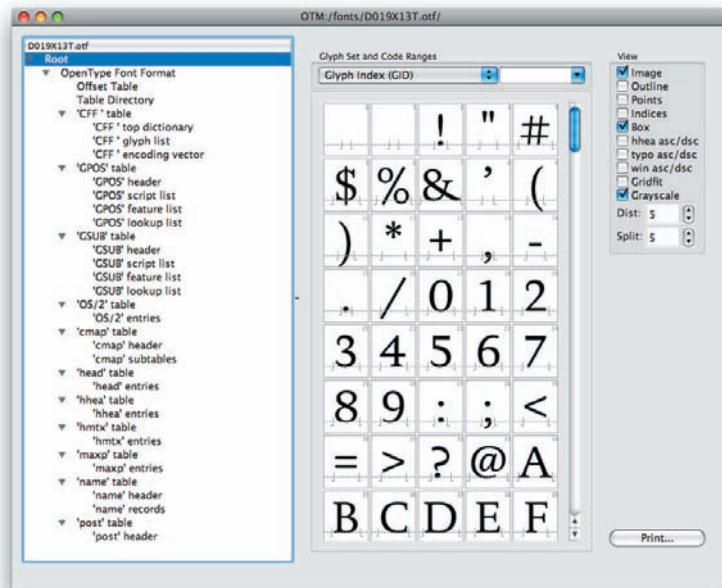 OTM:/fonts/D019X13T.otf/
D019X13T.otf
Root
OpenType Font Format
Offset Table
Table Directory
'CFF ' table
'CFF ' top dictionary
'CFF ' glyph list
'CFF ' encoding vector
'GPOS' table
'GPOS' header
'GPOS' script list
'GPOS' feature list
'GPOS' lookup list
'GSUB' table
'GSUB' header
'GSUB' script list
'GSUB' feature list
'GSUB' lookup list
'OS/2' table
'OS/2' entries
'cmap' table
'cmap' header
'cmap' subtables
'head' table
'head' entries
'hhea' table
'hhea' entries
'hmtx' table
'hmtx' entries
'maxp' table
'maxp' entries
'name' table
'name' header
'name' records
'post' table
'post' header
Glyph Set and Code Ranges
Glyph Index (GID)
! " #
$ % & ’ (
) * + , -
. / 0 1 2
3 4 5 6 7
8 9 : ; <
= > ? @ A
B C D E F
View
Image
Outline
Points
Indices
Box
hhea asc/dsc
typo asc/dsc
win asc/dsc
Gridfit
Grayscale
Dist: 5
Split: 5
Print...